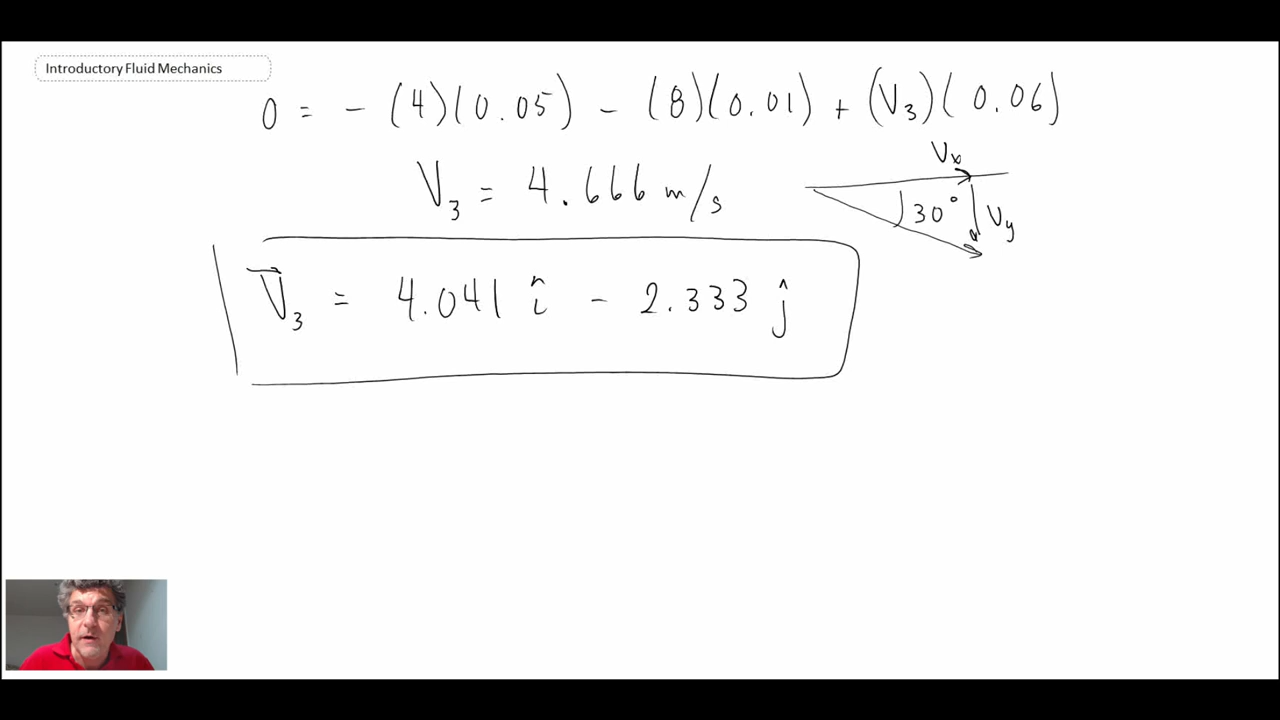 Introductory Fluid Mechanics
0 = - (4)(0.05) - (8)(0.01) + (V₃)(0.06)
V₃ = 4.666 m/s
Vx
30°
Vy
V⃗₃ = 4.041 î - 2.333 ĵ